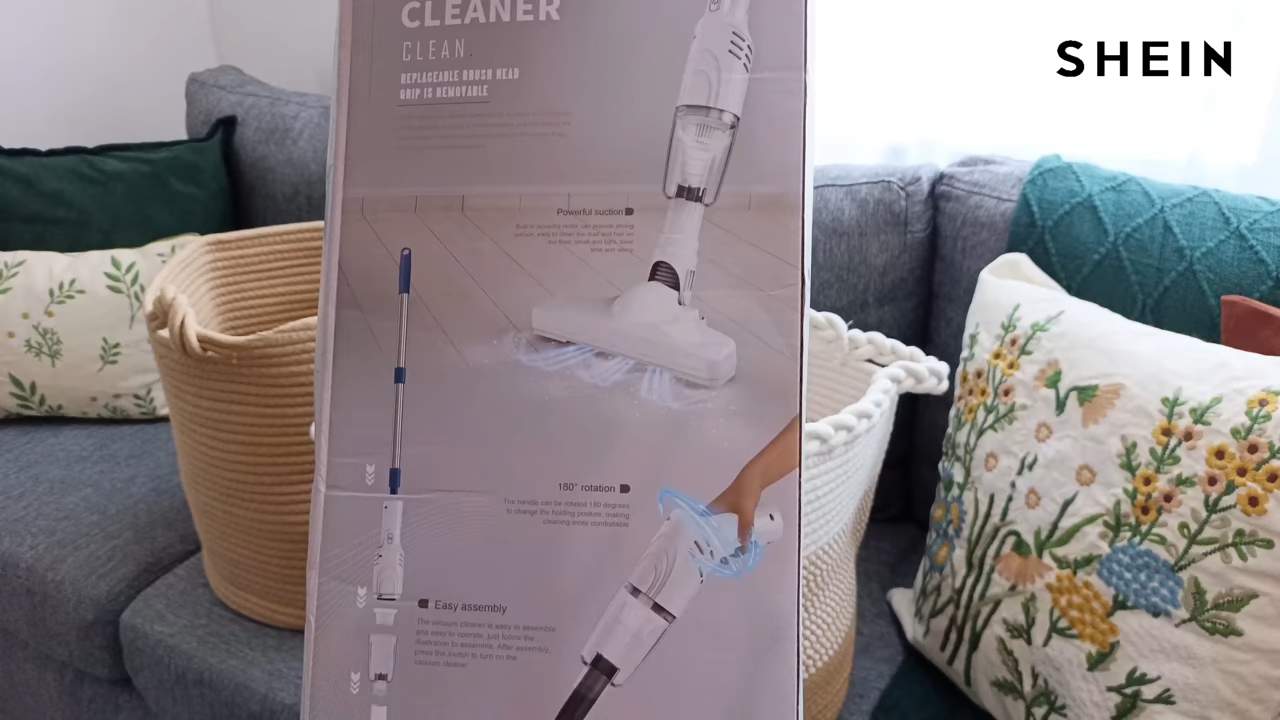 CLEANER
SHEIN
CLEAN.
REPLACEABLE BRUSH HEAD
GRIP IS REMOVABLE
Powerful suction
180° rotation
The handle can be rotated 180 degrees
to change the holding posture, making
cleaning more comfortable
Easy assembly
The vacuum cleaner is easy to assemble
and easy to operate, just follow the
illustration to assemble. After assembly,
press the switch to turn on the
vacuum cleaner